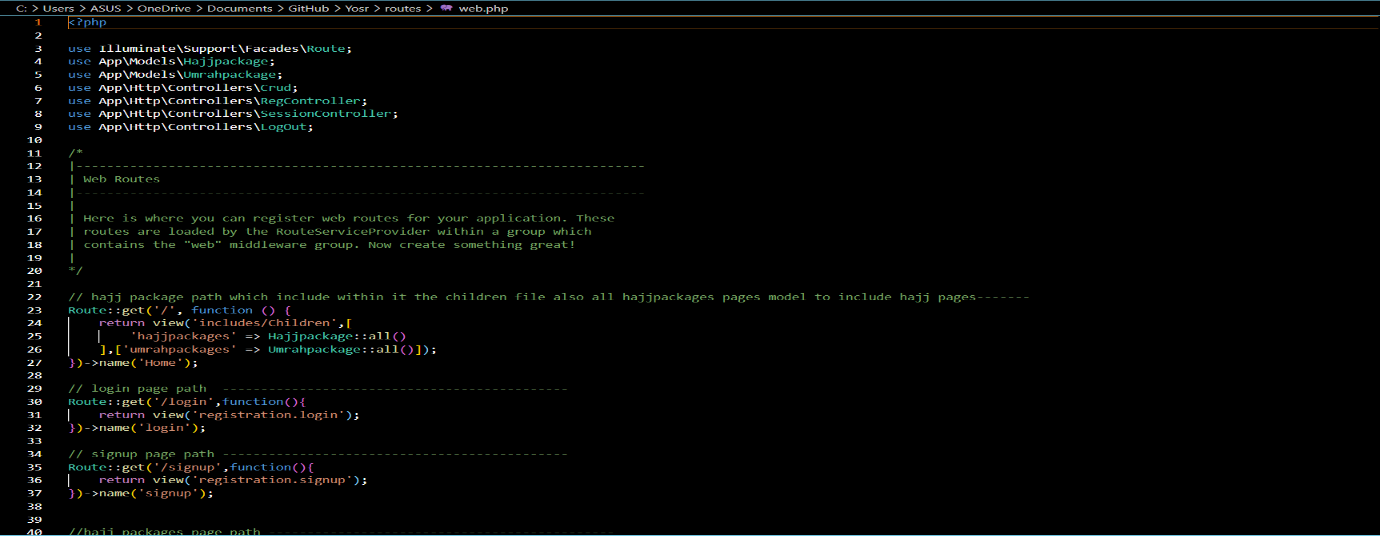 C: > Users > ASUS > OneDrive > Documents > GitHub > Yosr > routes > web.php
1 <?php
2
3 use Illuminate\Support\Facades\Route;
4 use App\Models\Hajjpackage;
5 use App\Models\Umrahpackage;
6 use App\Http\Controllers\Crud;
7 use App\Http\Controllers\RegController;
8 use App\Http\Controllers\SessionController;
9 use App\Http\Controllers\LogOut;
10
11 /*
12 |--------------------------------------------------------------------------
13 | Web Routes
14 |--------------------------------------------------------------------------
15 |
16 | Here is where you can register web routes for your application. These
17 | routes are loaded by the RouteServiceProvider within a group which
18 | contains the "web" middleware group. Now create something great!
19 |
20 */
21
22 // hajj package path which include within it the children file also all hajjpackages pages model to include hajj pages-------
23 Route::get('/', function () {
24 return view('includes/Children',[
25 'hajjpackages' => Hajjpackage::all()
26 ],['umrahpackages' => Umrahpackage::all()]);
27 })->name('Home');
28
29 // login page path ---------------------------------------------
30 Route::get('/login',function(){
31 return view('registration.login');
32 })->name('login');
33
34 // signup page path ---------------------------------------------
35 Route::get('/signup',function(){
36 return view('registration.signup');
37 })->name('signup');
38
39
40 //hajj packages page path ---------------------------------------------